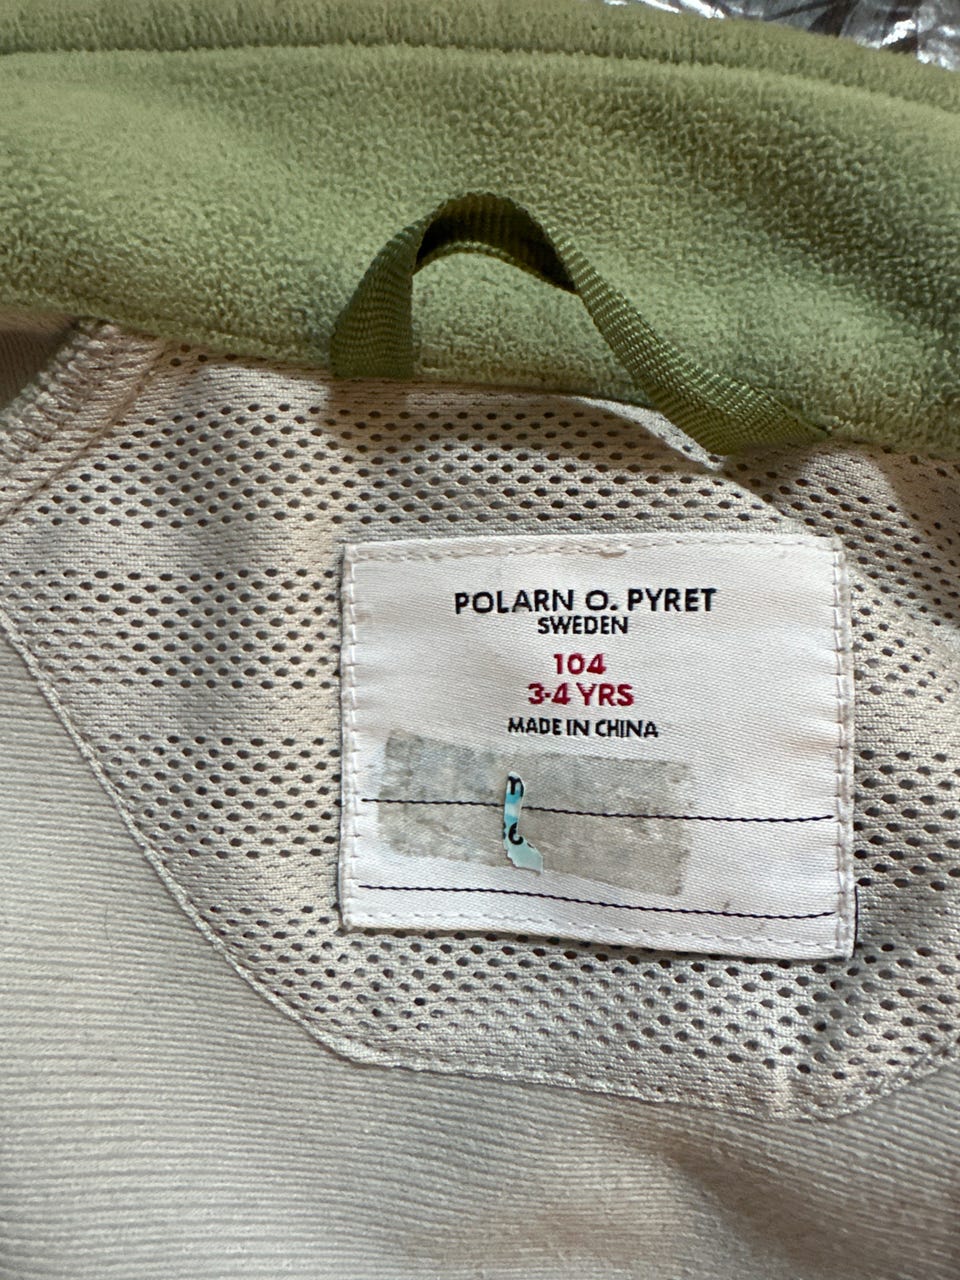 POLARN O. PYRET
SWEDEN
104
3-4 YRS
MADE IN CHINA